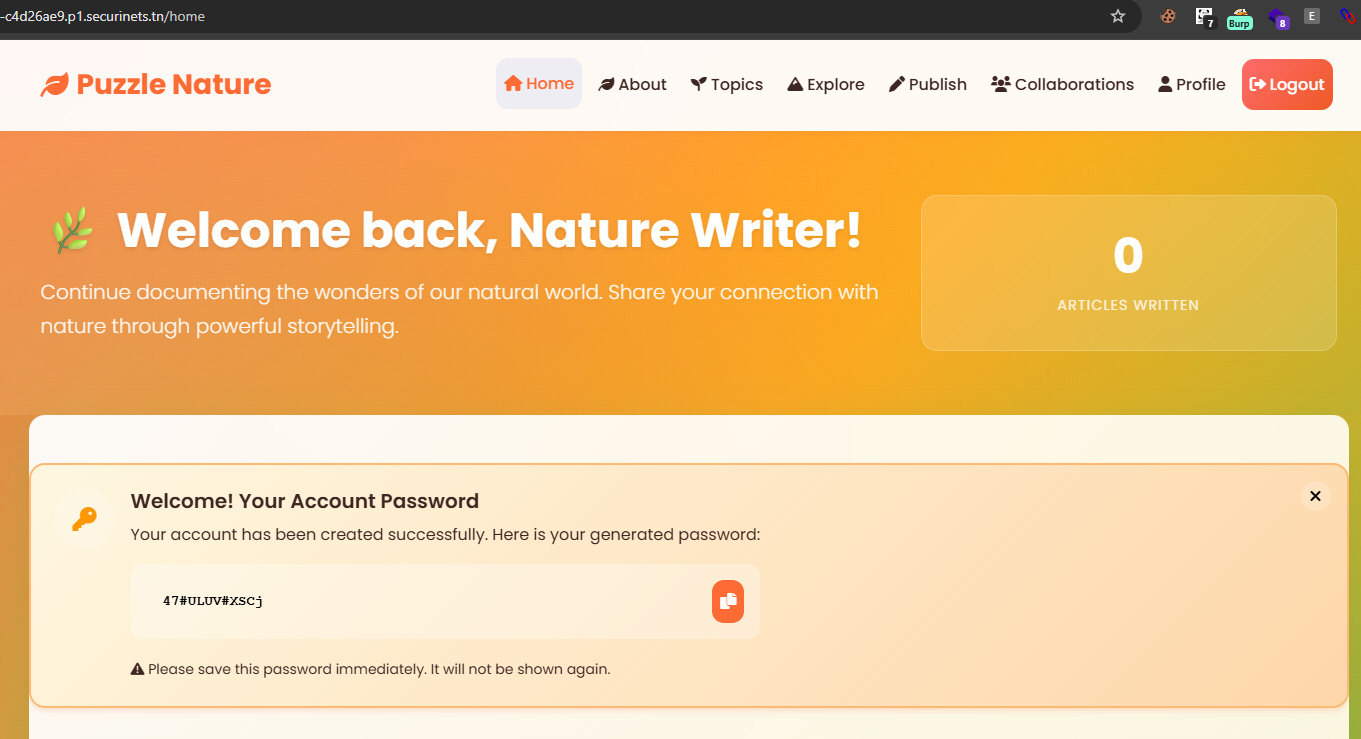 -c4d26ae9.p1.securinets.tn/home
7
Burp
8
E
Puzzle Nature
Home
About
Topics
Explore
Publish
Collaborations
Profile
Logout
Welcome back, Nature Writer!
Continue documenting the wonders of our natural world. Share your connection with
nature through powerful storytelling.
0
ARTICLES WRITTEN
Welcome! Your Account Password
Your account has been created successfully. Here is your generated password:
47#ULUV#XSCj
Please save this password immediately. It will not be shown again.